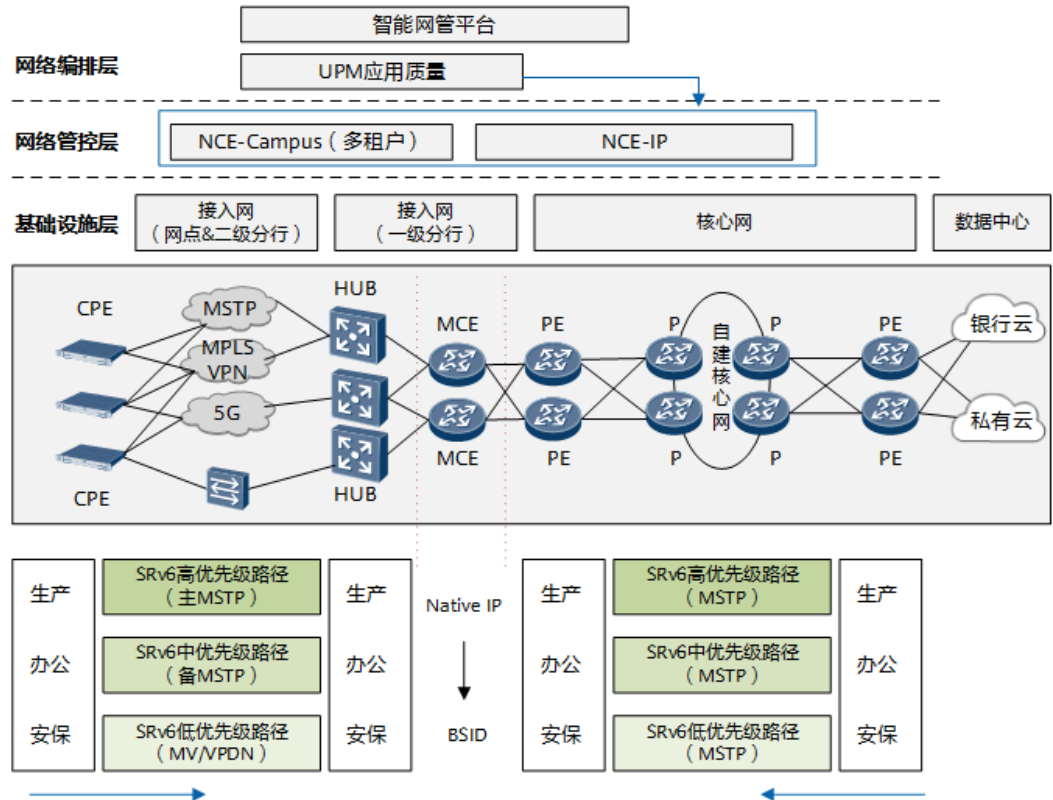 智能网管平台
网络编排层
UPM应用质量
网络管控层
NCE-Campus（多租户）
NCE-IP
基础设施层
接入网
（网点&二级分行）
接入网
（一级分行）
核心网
数据中心
CPE
MSTP
HUB
MCE
PE
P
自建核心网
P
PE
银行云
MPLS
VPN
5G
私有云
CPE
HUB
MCE
PE
P
P
PE
生产
SRv6高优先级路径
（主MSTP）
生产
Native IP
生产
SRv6高优先级路径
（MSTP）
生产
办公
SRv6中优先级路径
（备MSTP）
办公
办公
SRv6中优先级路径
（MSTP）
办公
安保
SRv6低优先级路径
（MV/VPDN）
安保
BSID
安保
SRv6低优先级路径
（MSTP）
安保